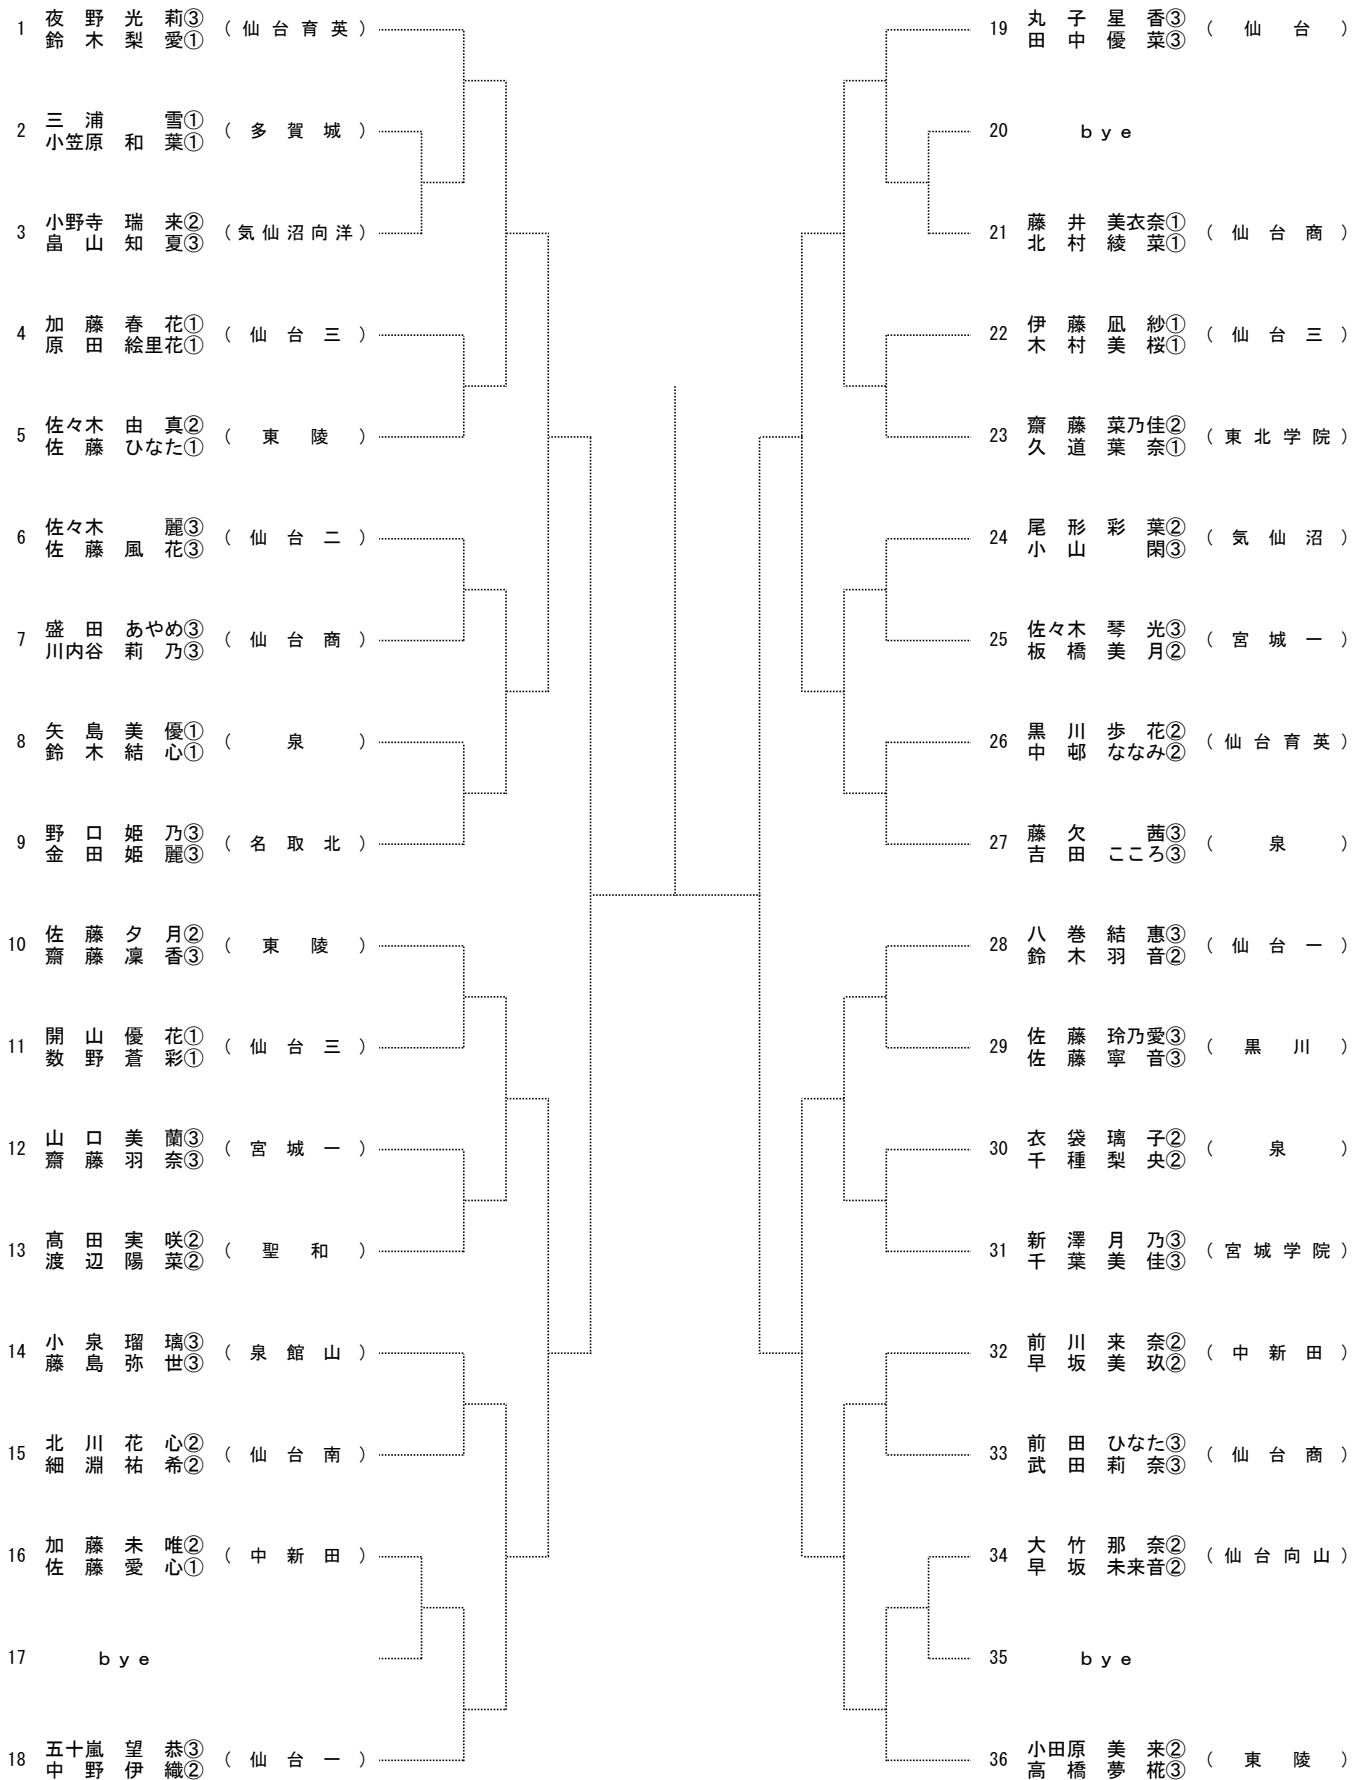 夜 野 光 莉③
1 (仙台育英)
鈴 木 梨 愛①
三 浦 雪①
2 (多賀城)
小笠原 和 葉①
小野寺 瑞 来②
3 (気仙沼向洋)
畠 山 知 夏③
加 藤 春 花①
4 (仙台三)
原 田 絵里花①
佐々木 由 真②
5 (東陵)
佐 藤 ひなた①
佐々木 麗③
6 (仙台二)
佐 藤 風 花③
盛 田 あやめ③
7 (仙台商)
川内谷 莉 乃③
矢 島 美 優①
8 (泉)
鈴 木 結 心①
野 口 姫 乃③
9 (名取北)
金 田 姫 麗③
佐 藤 夕 月②
10 (東陵)
齋 藤 凜 香③
開 山 優 花①
11 (仙台三)
数 野 蒼 彩①
山 口 美 蘭③
12 (宮城一)
齋 藤 羽 奈③
髙 田 実 咲②
13 (聖和)
渡 辺 陽 菜②
小 泉 瑠 璃③
14 (泉館山)
藤 島 弥 世③
北 川 花 心②
15 (仙台南)
細 淵 祐 希②
加 藤 未 唯②
16 (中新田)
佐 藤 愛 心①
17 bye
五十嵐 望 恭③
18 (仙台一)
中 野 伊 織②
丸 子 星 香③
19 (仙台)
田 中 優 菜③
20 bye
藤 井 美衣奈①
21 (仙台商)
北 村 綾 菜①
伊 藤 凪 紗①
22 (仙台三)
木 村 美 桜①
齋 藤 菜乃佳②
23 (東北学院)
久 道 葉 奈①
尾 形 彩 葉②
24 (気仙沼)
小 山 閑③
佐々木 琴 光③
25 (宮城一)
板 橋 美 月②
黒 川 歩 花②
26 (仙台育英)
中 邨 ななみ②
藤 欠 茜③
27 (泉)
吉 田 こころ③
八 巻 結 惠③
28 (仙台一)
鈴 木 羽 音②
佐 藤 玲乃愛③
29 (黒川)
佐 藤 寧 音③
衣 袋 璃 子②
30 (泉)
千 種 梨 央②
新 澤 月 乃③
31 (宮城学院)
千 葉 美 佳③
前 川 来 奈②
32 (中新田)
早 坂 美 玖②
前 田 ひなた③
33 (仙台商)
武 田 莉 奈③
大 竹 那 奈②
34 (仙台向山)
早 坂 未来音②
35 bye
小田原 美 来②
36 (東陵)
高 橋 夢 椛③